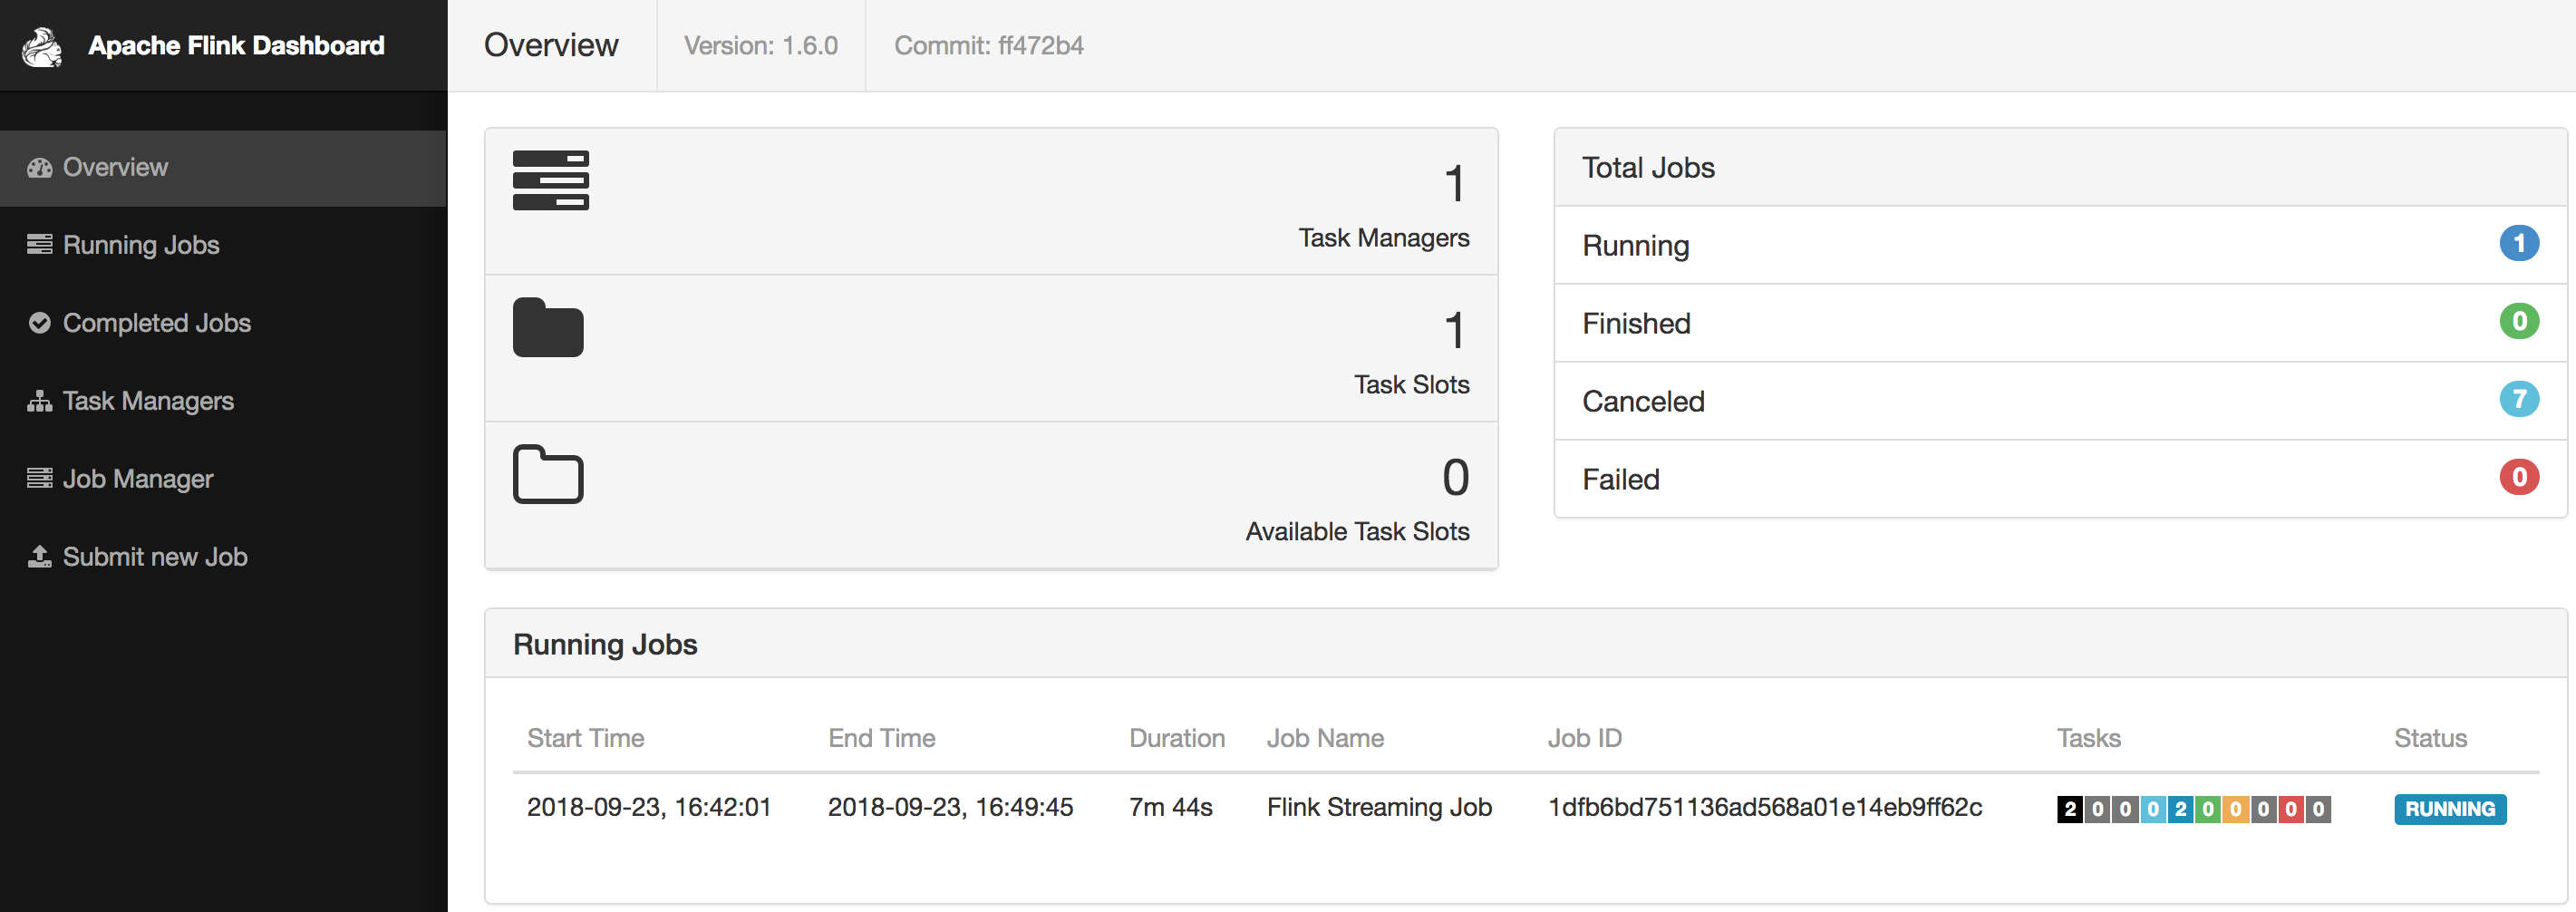 Apache Flink Dashboard
Overview
Version: 1.6.0
Commit: ff472b4
Overview
Running Jobs
Completed Jobs
Task Managers
Job Manager
Submit new Job
1
Task Managers
1
Task Slots
0
Available Task Slots
Total Jobs
Running 1
Finished 0
Canceled 7
Failed 0
Running Jobs
Start Time End Time Duration Job Name Job ID Tasks Status
2018-09-23, 16:42:01 2018-09-23, 16:49:45 7m 44s Flink Streaming Job 1dfb6bd751136ad568a01e14eb9ff62c 2 0 0 0 2 0 0 0 0 0 RUNNING